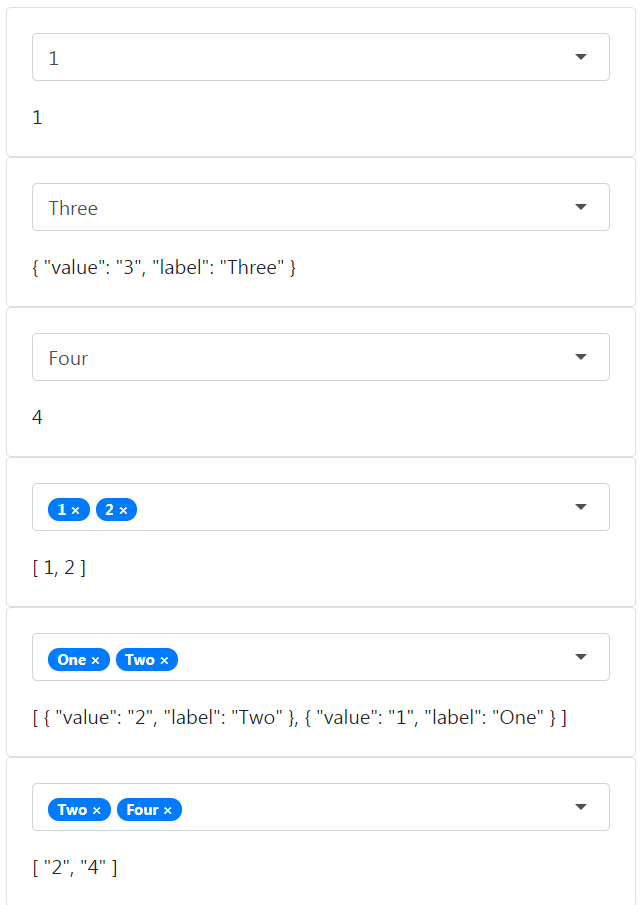 1
1
Three
{ "value": "3", "label": "Three" }
Four
4
1 × 2 ×
[ 1, 2 ]
One × Two ×
[ { "value": "2", "label": "Two" }, { "value": "1", "label": "One" } ]
Two × Four ×
[ "2", "4" ]